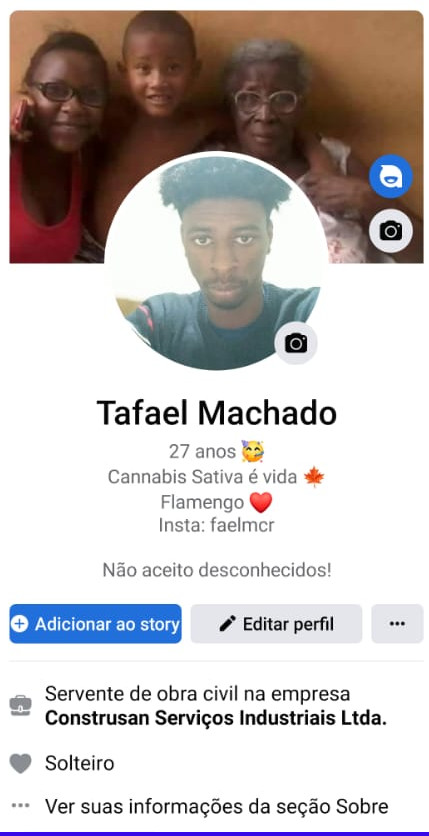 Tafael Machado
27 anos 🥳
Cannabis Sativa é vida 🍁
Flamengo ❤️
Insta: faelmcr
Não aceito desconhecidos!
Adicionar ao story
Editar perfil
Servente de obra civil na empresa
Construsan Serviços Industriais Ltda.
Solteiro
Ver suas informações da seção Sobre